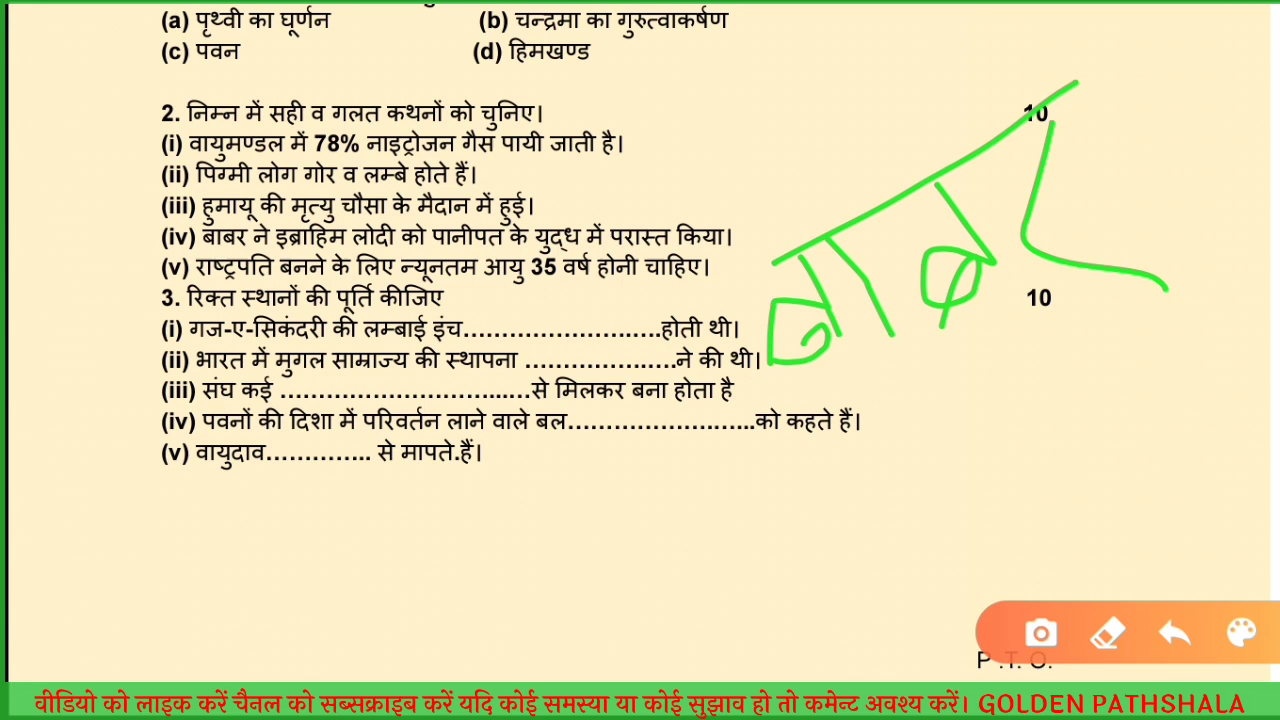 (a) पृथ्वी का घूर्णन (b) चन्द्रमा का गुरुत्वाकर्षण
(c) पवन (d) हिमखण्ड
2. निम्न में सही व गलत कथनों को चुनिए। 10
(i) वायुमण्डल में 78% नाइट्रोजन गैस पायी जाती है।
(ii) पिग्मी लोग गोर व लम्बे होते हैं।
(iii) हुमायू की मृत्यु चौसा के मैदान में हुई।
(iv) बाबर ने इब्राहिम लोदी को पानीपत के युद्ध में परास्त किया।
(v) राष्ट्रपति बनने के लिए न्यूनतम आयु 35 वर्ष होनी चाहिए।
3. रिक्त स्थानों की पूर्ति कीजिए 10
(i) गज-ए-सिकंदरी की लम्बाई इंच…………………….….होती थी।
(ii) भारत में मुगल साम्राज्य की स्थापना ……………..….ने की थी।
(iii) संघ कई ………………………...…से मिलकर बना होता है
(iv) पवनों की दिशा में परिवर्तन लाने वाले बल……………….…...को कहते हैं।
(v) वायुदाव………….. से मापते.हैं।
P .T. O.
वीडियो को लाइक करें चैनल को सब्सक्राइब करें यदि कोई समस्या या कोई सुझाव हो तो कमेन्ट अवश्य करें। GOLDEN PATHSHALA